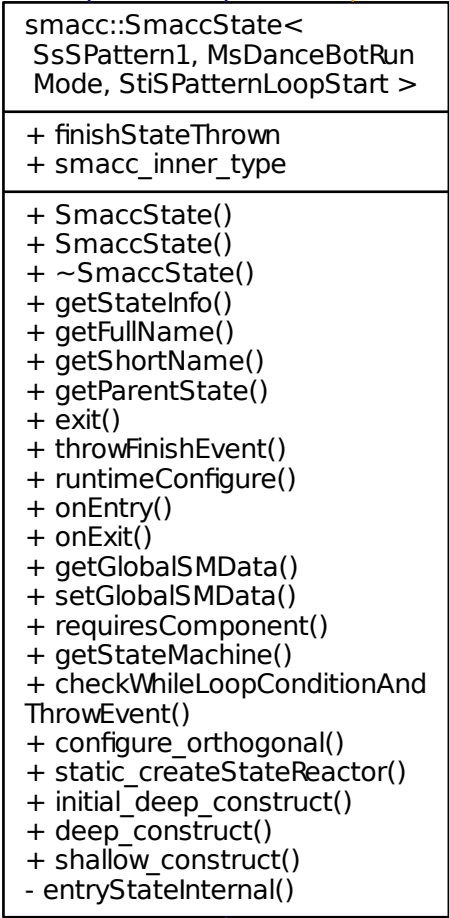 smacc::SmaccState<
SsSPattern1, MsDanceBotRun
Mode, StiSPatternLoopStart >
+ finishStateThrown
+ smacc_inner_type
+ SmaccState()
+ SmaccState()
+ ~SmaccState()
+ getStateInfo()
+ getFullName()
+ getShortName()
+ getParentState()
+ exit()
+ throwFinishEvent()
+ runtimeConfigure()
+ onEntry()
+ onExit()
+ getGlobalSMData()
+ setGlobalSMData()
+ requiresComponent()
+ getStateMachine()
+ checkWhileLoopConditionAnd
ThrowEvent()
+ configure_orthogonal()
+ static_createStateReactor()
+ initial_deep_construct()
+ deep_construct()
+ shallow_construct()
- entryStateInternal()